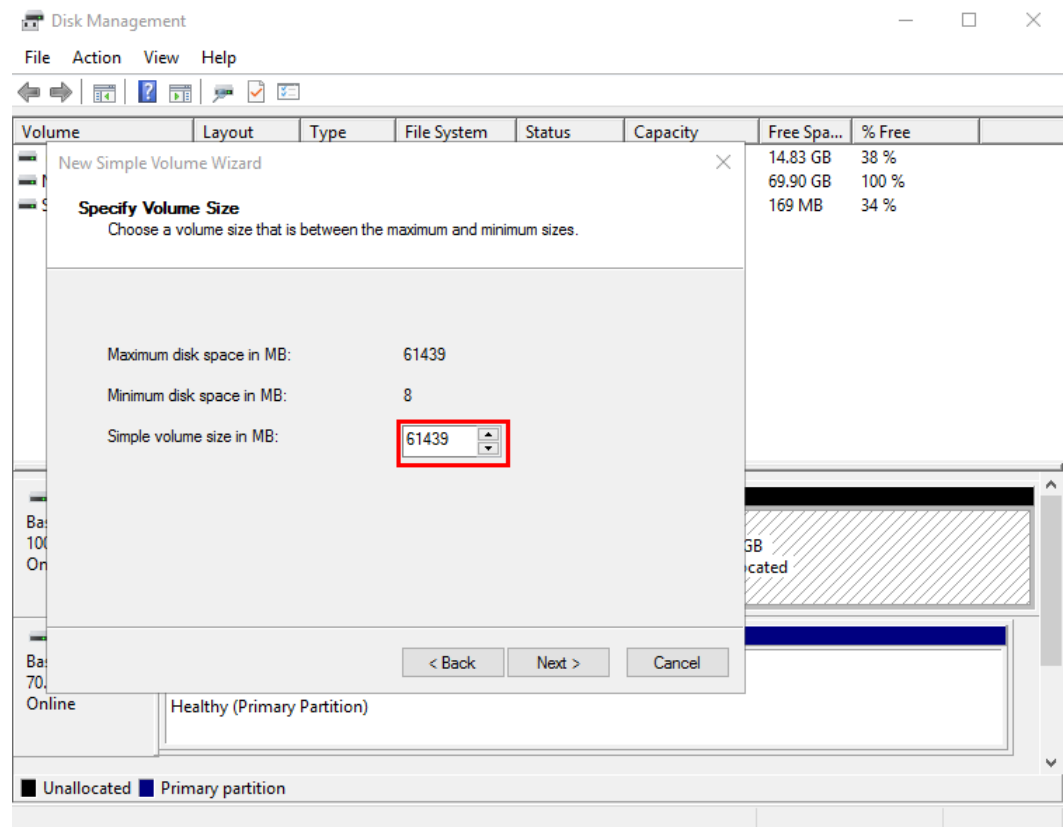 Disk Management
File Action View Help
Volume Layout Type File System Status Capacity Free Spa... % Free
14.83 GB 38 %
69.90 GB 100 %
169 MB 34 %
New Simple Volume Wizard
Specify Volume Size
Choose a volume size that is between the maximum and minimum sizes.
Maximum disk space in MB: 61439
Minimum disk space in MB: 8
Simple volume size in MB: 61439
< Back Next > Cancel
GB
Online
Healthy (Primary Partition)
Unallocated Primary partition